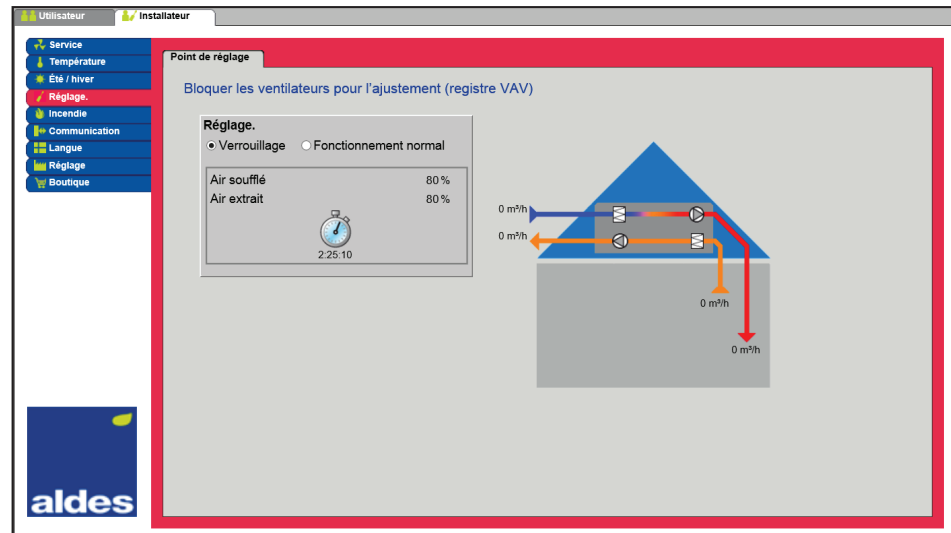 Utilisateur
Installateur
Service
Température
Été / hiver
Réglage.
Incendie
Communication
Langue
Réglage
Boutique
Point de réglage
Bloquer les ventilateurs pour l'ajustement (registre VAV)
Réglage.
Verrouillage Fonctionnement normal
Air soufflé 80 %
Air extrait 80 %
2:25:10
0 m³/h
0 m³/h
0 m³/h
0 m³/h
aldes